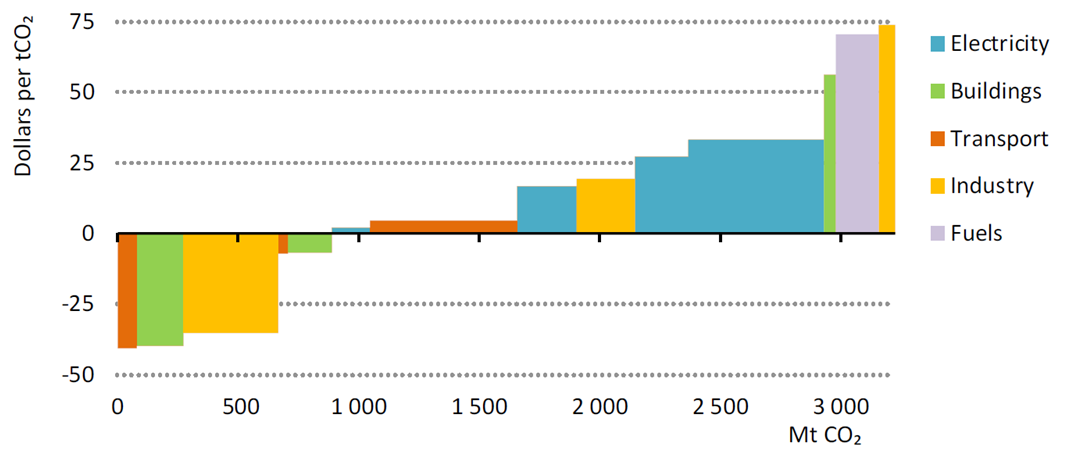 Dollars per tCO₂
75
50
25
0
-25
-50
0 500 1 000 1 500 2 000 2 500 3 000
Mt CO₂
Electricity
Buildings
Transport
Industry
Fuels